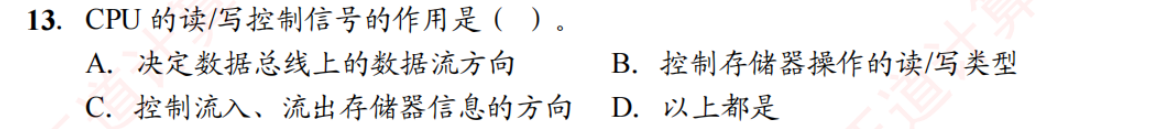 13. CPU 的读/写控制信号的作用是（ ）。
A. 决定数据总线上的数据流方向 B. 控制存储器操作的读/写类型
C. 控制流入、流出存储器信息的方向 D. 以上都是